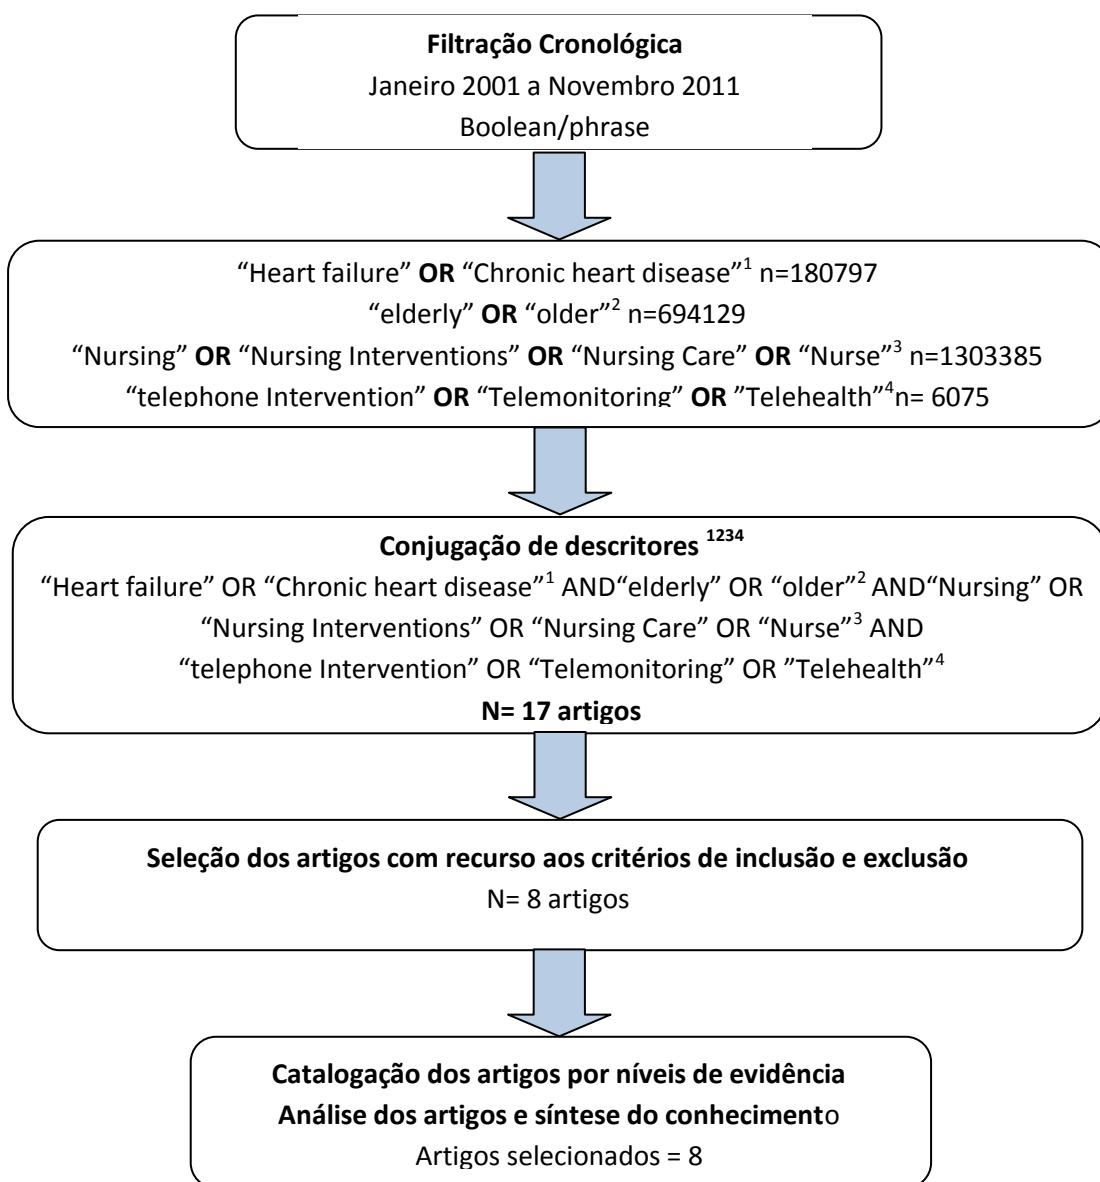 Filtração Cronológica
Janeiro 2001 a Novembro 2011
Boolean/phrase
“Heart failure” OR “Chronic heart disease”¹ n=180797
“elderly” OR “older”² n=694129
“Nursing” OR “Nursing Interventions” OR “Nursing Care” OR “Nurse”³ n=1303385
“telephone Intervention” OR “Telemonitoring” OR ”Telehealth”⁴n= 6075
Conjugação de descritores ¹²³⁴
“Heart failure” OR “Chronic heart disease”¹ AND“elderly” OR “older”² AND“Nursing” OR
“Nursing Interventions” OR “Nursing Care” OR “Nurse”³ AND
“telephone Intervention” OR “Telemonitoring” OR ”Telehealth”⁴
N= 17 artigos
Seleção dos artigos com recurso aos critérios de inclusão e exclusão
N= 8 artigos
Catalogação dos artigos por níveis de evidência
Análise dos artigos e síntese do conhecimento
Artigos selecionados = 8